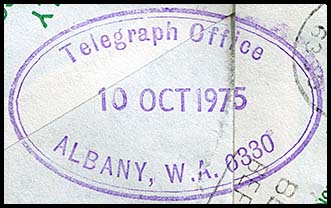 Telegraph Office
10 OCT 1975
ALBANY, W.A. 6330